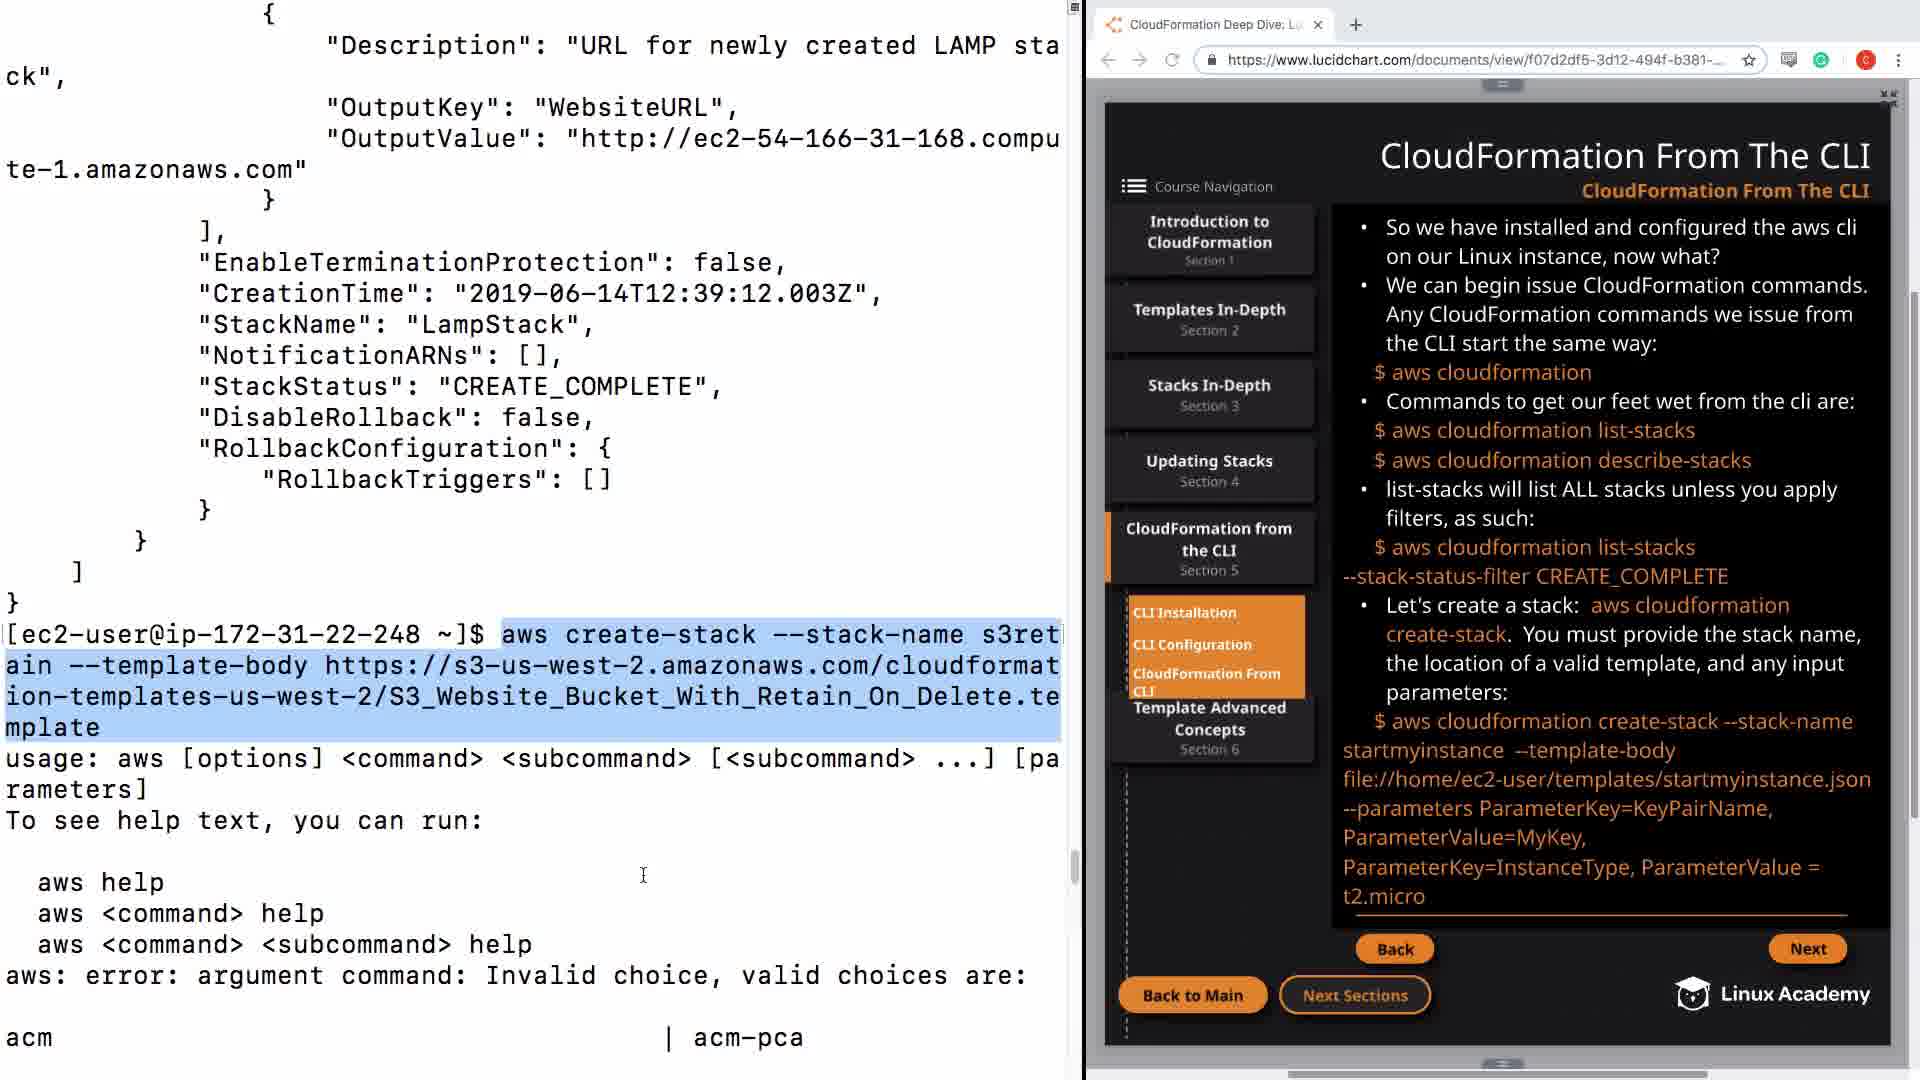 {
"Description": "URL for newly created LAMP sta
ck",
"OutputKey": "WebsiteURL",
"OutputValue": "http://ec2-54-166-31-168.compu
te-1.amazonaws.com"
}
],
"EnableTerminationProtection": false,
"CreationTime": "2019-06-14T12:39:12.003Z",
"StackName": "LampStack",
"NotificationARNs": [],
"StackStatus": "CREATE_COMPLETE",
"DisableRollback": false,
"RollbackConfiguration": {
"RollbackTriggers": []
}
}
]
}
[ec2-user@ip-172-31-22-248 ~]$ aws create-stack --stack-name s3ret
ain --template-body https://s3-us-west-2.amazonaws.com/cloudformat
ion-templates-us-west-2/S3_Website_Bucket_With_Retain_On_Delete.te
mplate
usage: aws [options] <command> <subcommand> [<subcommand> ...] [pa
rameters]
To see help text, you can run:
aws help
aws <command> help
aws <command> <subcommand> help
aws: error: argument command: Invalid choice, valid choices are:
acm | acm-pca
CloudFormation Deep Dive: Lu
https://www.lucidchart.com/documents/view/f07d2df5-3d12-494f-b381-...
C
CloudFormation From The CLI
CloudFormation From The CLI
Course Navigation
Introduction to
CloudFormation
Section 1
Templates In-Depth
Section 2
Stacks In-Depth
Section 3
Updating Stacks
Section 4
CloudFormation from
the CLI
Section 5
CLI Installation
CLI Configuration
CloudFormation From
CLI
Template Advanced
Concepts
Section 6
• So we have installed and configured the aws cli
on our Linux instance, now what?
• We can begin issue CloudFormation commands.
Any CloudFormation commands we issue from
the CLI start the same way:
$ aws cloudformation
• Commands to get our feet wet from the cli are:
$ aws cloudformation list-stacks
$ aws cloudformation describe-stacks
• list-stacks will list ALL stacks unless you apply
filters, as such:
$ aws cloudformation list-stacks
--stack-status-filter CREATE_COMPLETE
• Let's create a stack: aws cloudformation
create-stack. You must provide the stack name,
the location of a valid template, and any input
parameters:
$ aws cloudformation create-stack --stack-name
startmyinstance --template-body
file://home/ec2-user/templates/startmyinstance.json
--parameters ParameterKey=KeyPairName,
ParameterValue=MyKey,
ParameterKey=InstanceType, ParameterValue =
t2.micro
Back
Next
Back to Main
Next Sections
Linux Academy